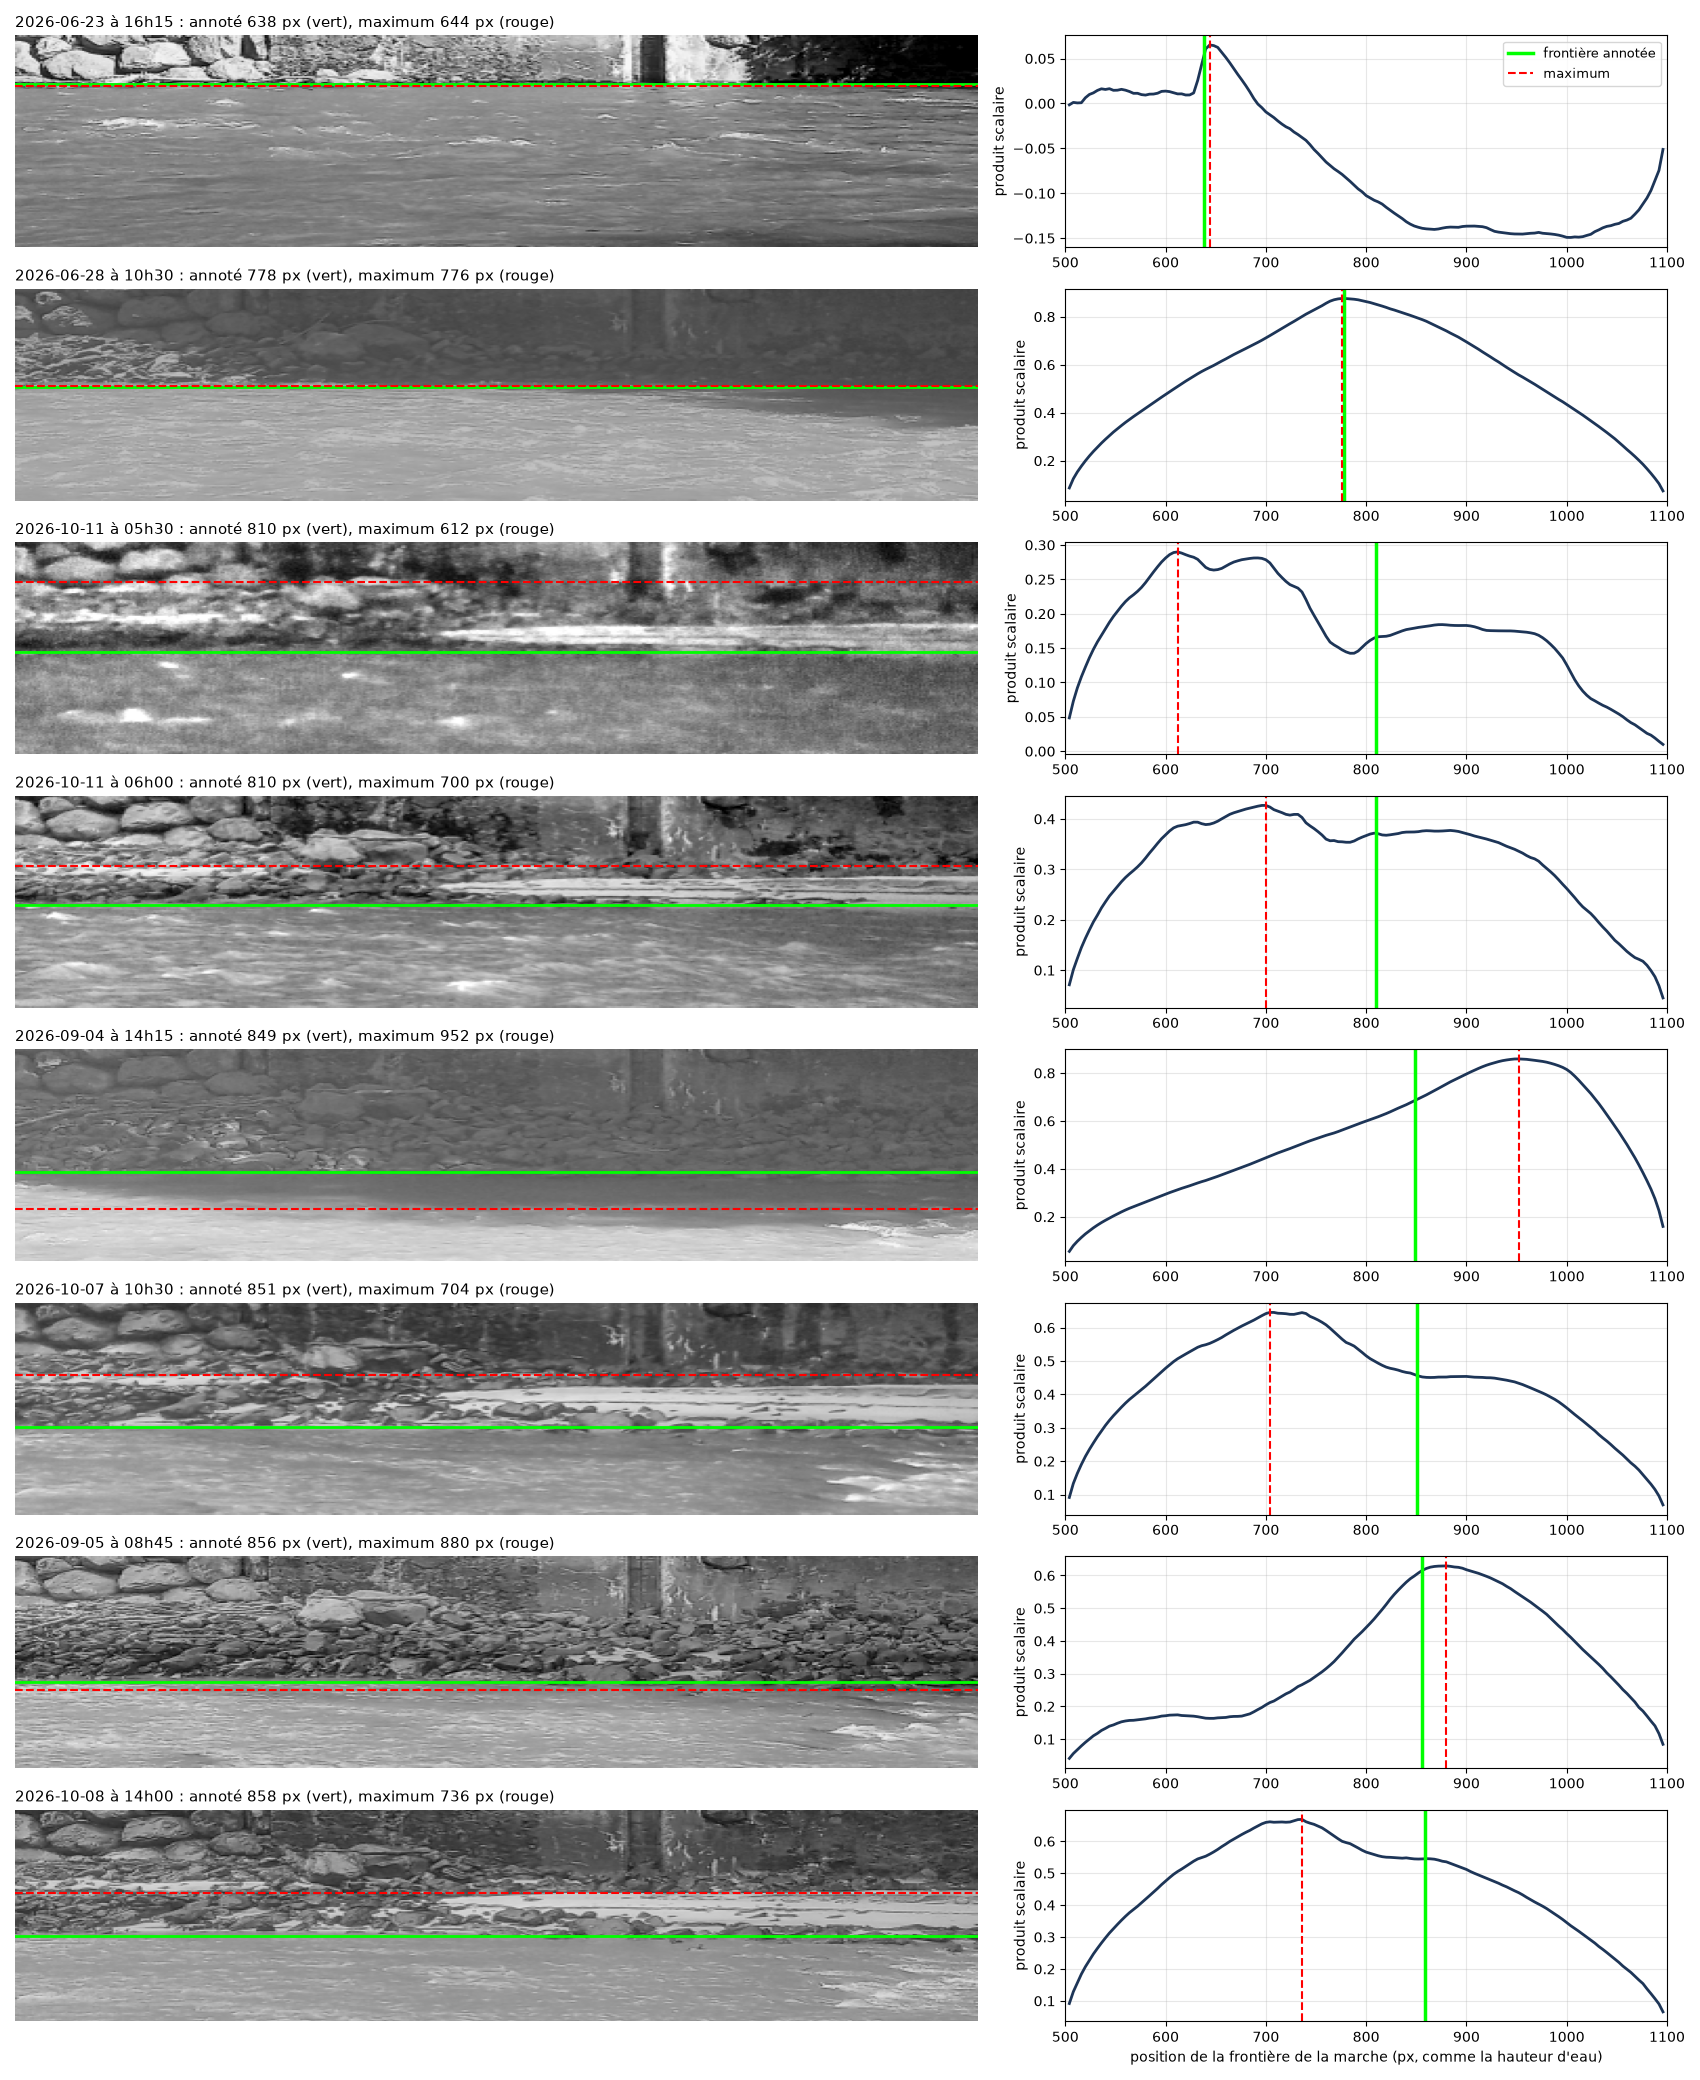 2026-06-23 à 16h15 : annoté 638 px (vert), maximum 644 px (rouge)
frontière annotée
maximum
produit scalaire
0.05
0.00
−0.05
−0.10
−0.15
500 600 700 800 900 1000 1100
2026-06-28 à 10h30 : annoté 778 px (vert), maximum 776 px (rouge)
produit scalaire
0.8
0.6
0.4
0.2
500 600 700 800 900 1000 1100
2026-10-11 à 05h30 : annoté 810 px (vert), maximum 612 px (rouge)
produit scalaire
0.30
0.25
0.20
0.15
0.10
0.05
0.00
500 600 700 800 900 1000 1100
2026-10-11 à 06h00 : annoté 810 px (vert), maximum 700 px (rouge)
produit scalaire
0.4
0.3
0.2
0.1
500 600 700 800 900 1000 1100
2026-09-04 à 14h15 : annoté 849 px (vert), maximum 952 px (rouge)
produit scalaire
0.8
0.6
0.4
0.2
500 600 700 800 900 1000 1100
2026-10-07 à 10h30 : annoté 851 px (vert), maximum 704 px (rouge)
produit scalaire
0.6
0.5
0.4
0.3
0.2
0.1
500 600 700 800 900 1000 1100
2026-09-05 à 08h45 : annoté 856 px (vert), maximum 880 px (rouge)
produit scalaire
0.6
0.5
0.4
0.3
0.2
0.1
500 600 700 800 900 1000 1100
2026-10-08 à 14h00 : annoté 858 px (vert), maximum 736 px (rouge)
produit scalaire
0.6
0.5
0.4
0.3
0.2
0.1
500 600 700 800 900 1000 1100
position de la frontière de la marche (px, comme la hauteur d'eau)